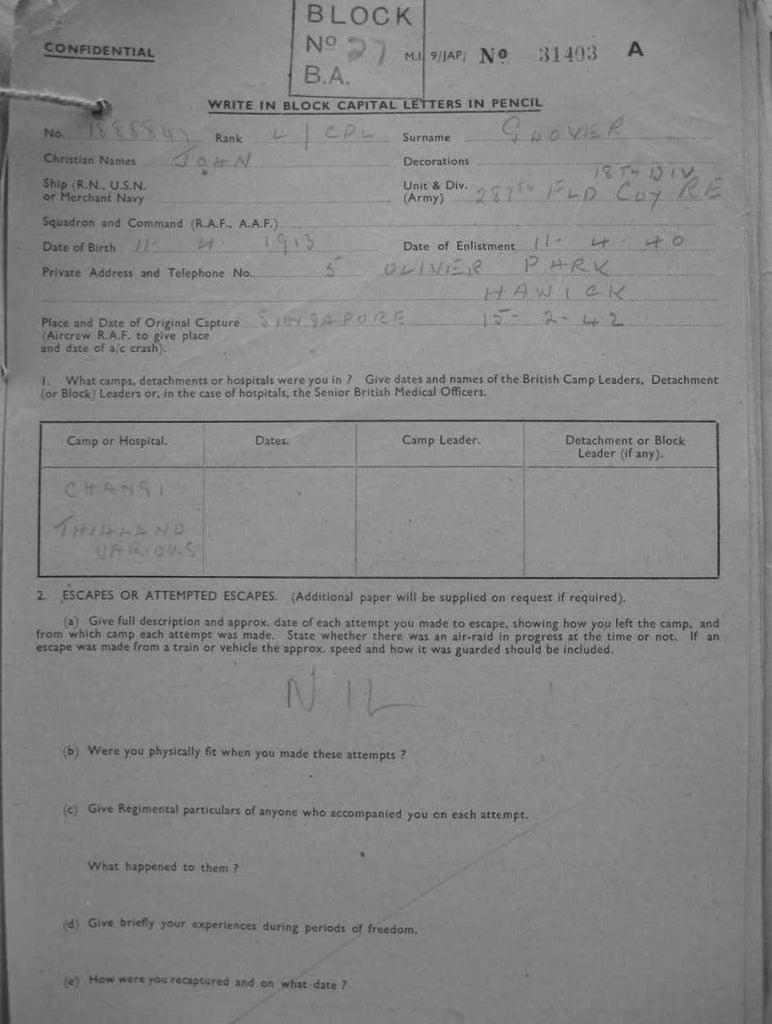 BLOCK
No 27
B.A.
CONFIDENTIAL
M.I. 9/JAP/ No 31403 A
WRITE IN BLOCK CAPITAL LETTERS IN PENCIL
No. Rank L/CPL Surname GLOVIER
Christian Names JOHN Decorations
Ship (R.N., U.S.N. or Merchant Navy
Unit & Div. (Army) 287TH FLD COY RE 18TH DIV
Squadron and Command (R.A.F., A.A.F.)
Date of Birth 11. 4. 1913 Date of Enlistment 11- 4 - 40
Private Address and Telephone No. 5 OLIVIER PARK
HAWICK
Place and Date of Original Capture SINGAPORE 15-2-42
(Aircrew R.A.F. to give place
and date of a/c crash).
1. What camps, detachments or hospitals were you in ? Give dates and names of the British Camp Leaders, Detachment
(or Block) Leaders or, in the case of hospitals, the Senior British Medical Officers.
Camp or Hospital. Dates. Camp Leader. Detachment or Block
Leader (if any).
CHANGI
THIALAND
VARIOUS
2. ESCAPES OR ATTEMPTED ESCAPES. (Additional paper will be supplied on request if required).
(a) Give full description and approx. date of each attempt you made to escape, showing how you left the camp, and
from which camp each attempt was made. State whether there was an air-raid in progress at the time or not. If an
escape was made from a train or vehicle the approx. speed and how it was guarded should be included.
NIL
(b) Were you physically fit when you made these attempts ?
(c) Give Regimental particulars of anyone who accompanied you on each attempt.
What happened to them ?
(d) Give briefly your experiences during periods of freedom.
(e) How were you recaptured and on what date ?